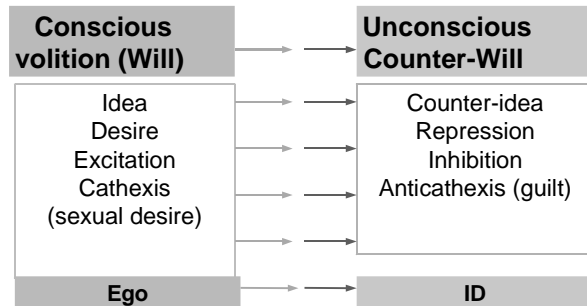 Conscious
volition (Will)
Unconscious
Counter-Will
Idea
Desire
Excitation
Cathexis
(sexual desire)
Counter-idea
Repression
Inhibition
Anticathexis (guilt)
Ego
ID